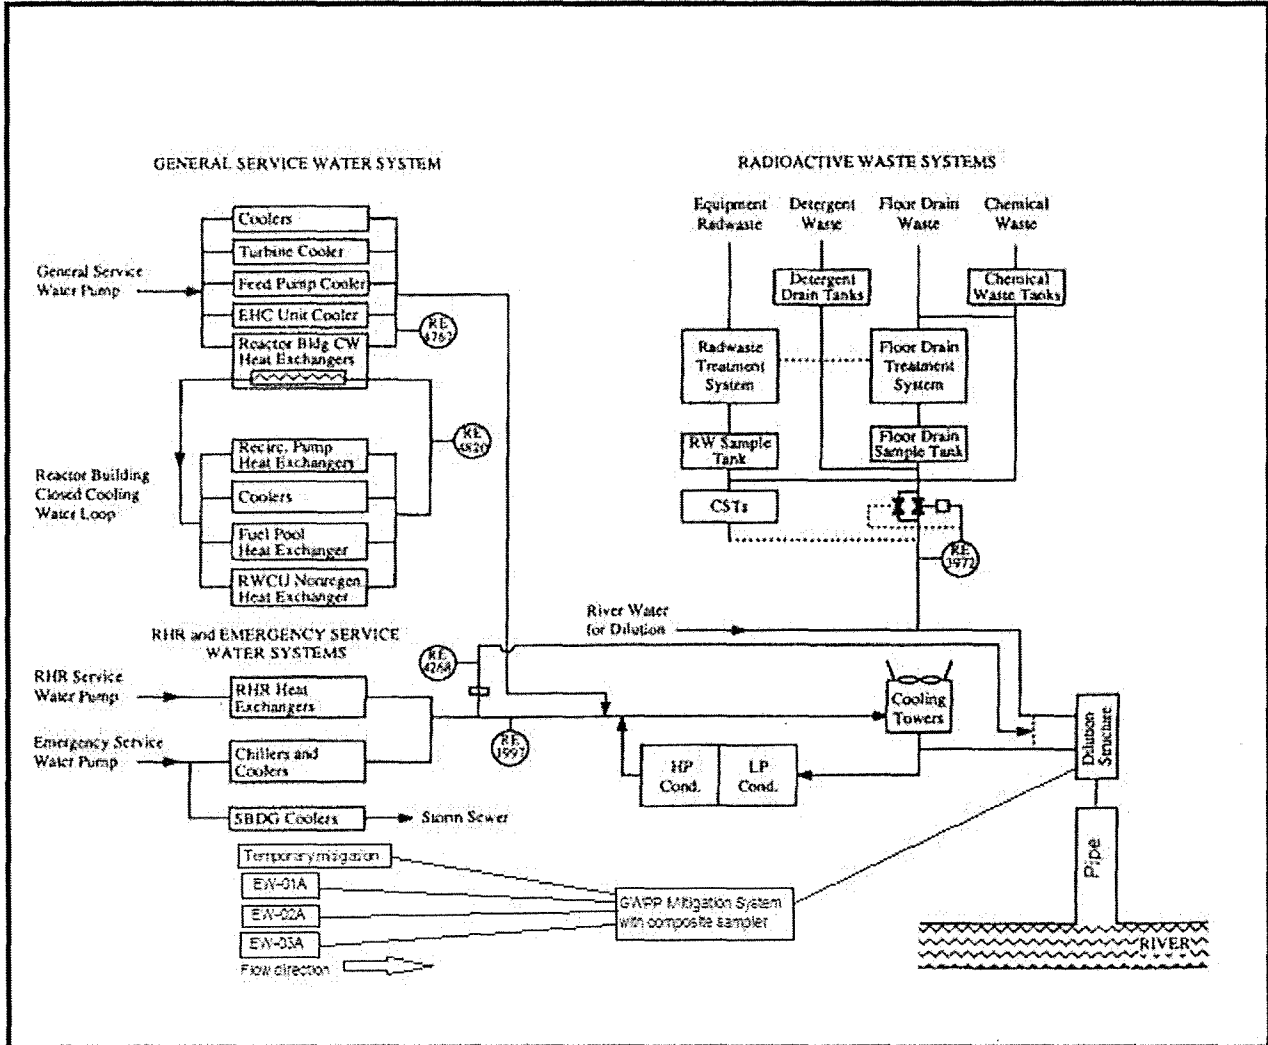 GENERAL SERVICE WATER SYSTEM
General Service
Water Pump
Coolers
Turbine Cooler
Feed Pump Cooler
EHC Unit Cooler
Reactor Bldg CW
Heat Exchangers
RE
4767
RE
4820
Reactor Building
Closed Cooling
Water Loop
Recirc. Pump
Heat Exchangers
Coolers
Fuel Pool
Heat Exchanger
RWCU Nonregen
Heat Exchanger
RADIOACTIVE WASTE SYSTEMS
Equipment
Radwaste
Detergent
Waste
Floor Drain
Waste
Chemical
Waste
Detergent
Drain Tanks
Chemical
Waste Tanks
Radwaste
Treatment
System
Floor Drain
Treatment
System
RW Sample
Tank
Floor Drain
Sample Tank
CSTs
RE
3972
River Water
for Dilution
RHR and EMERGENCY SERVICE
WATER SYSTEMS
RE
4268
RHR Service
Water Pump
RHR Heat
Exchangers
RE
1997
Emergency Service
Water Pump
Chillers and
Coolers
SBDG Coolers
Storm Sewer
HP
Cond.
LP
Cond.
Cooling
Towers
Dilution
Structure
Pipe
RIVER
Temporary mitigation
EW-01A
EW-02A
EW-03A
Flow direction
GWPP Mitigation System
with composite sampler